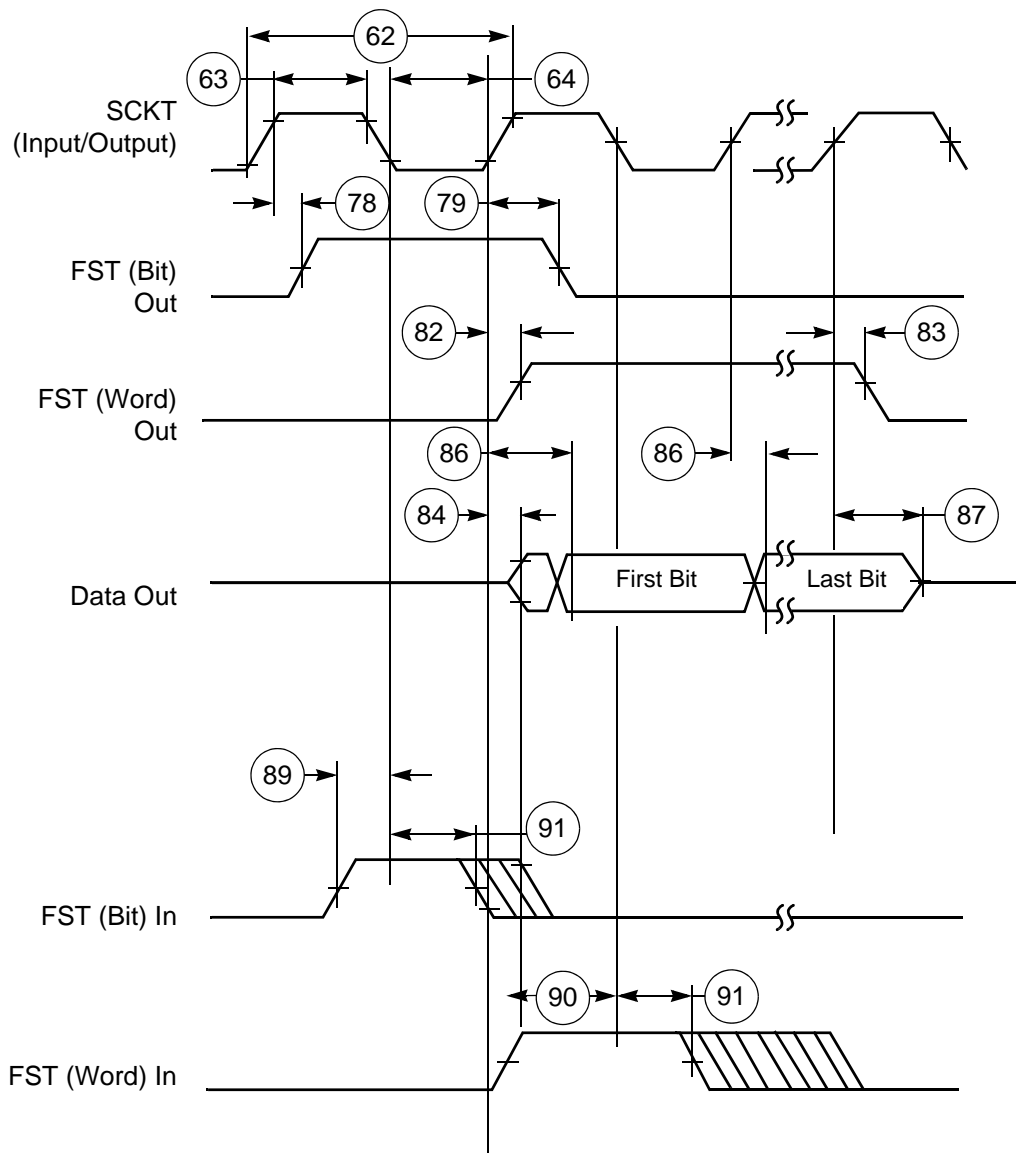 62
63
64
SCKT
(Input/Output)
78
79
FST (Bit)
Out
82
83
FST (Word)
Out
86
86
84
87
First Bit
Last Bit
Data Out
89
91
FST (Bit) In
90
91
FST (Word) In